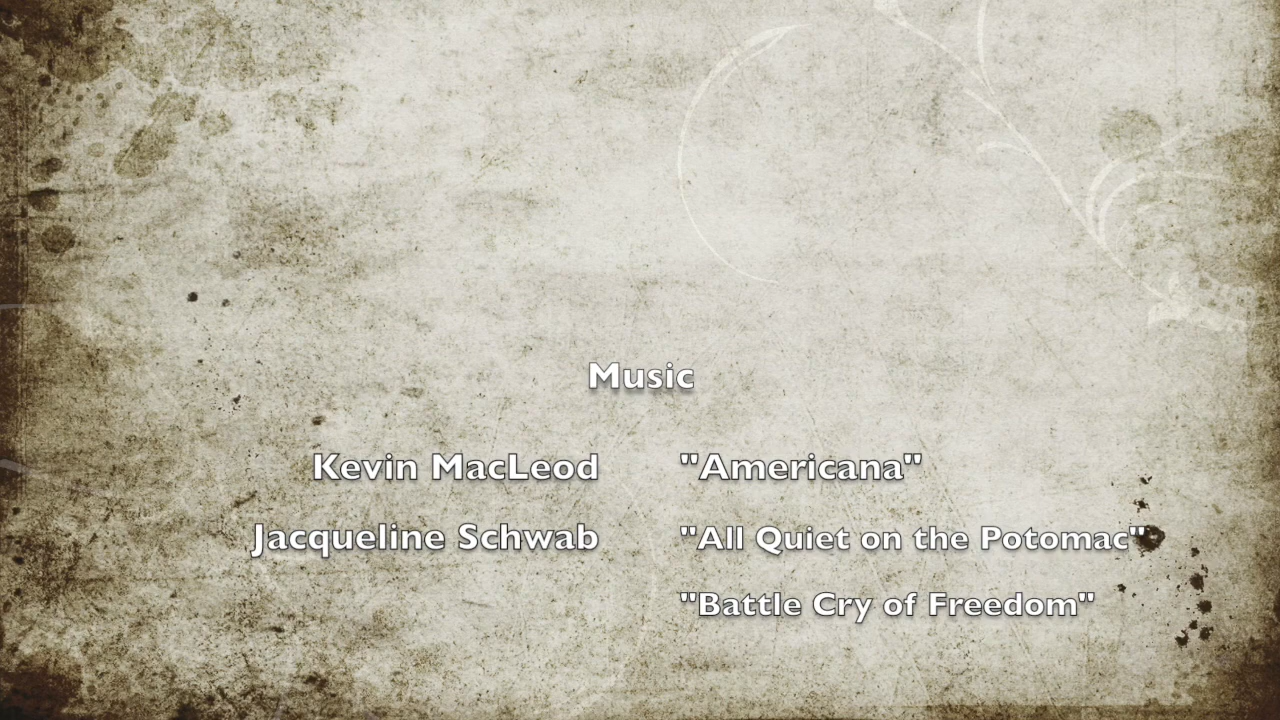 Music
Kevin MacLeod "Americana"
Jacqueline Schwab "All Quiet on the Potomac"
"Battle Cry of Freedom"